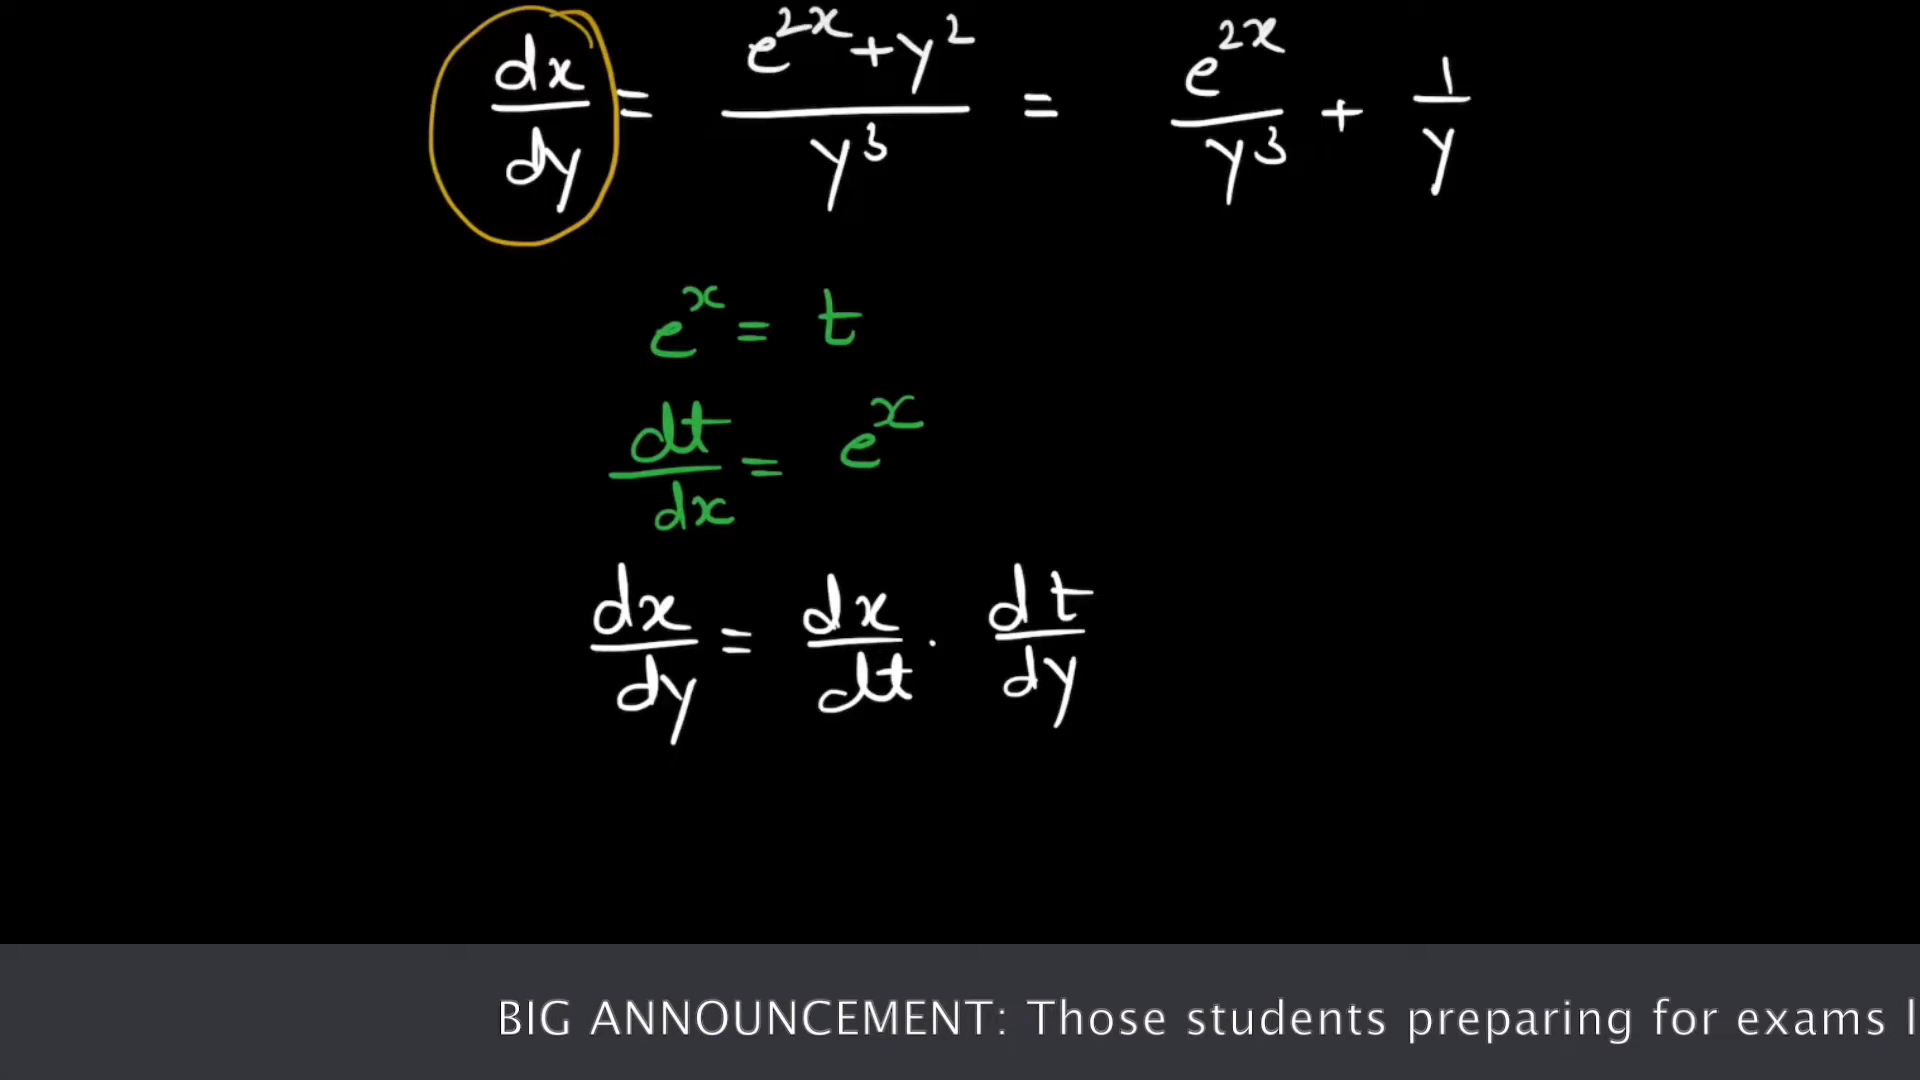 dx/dy = (e^2x + y^2)/y^3 = e^2x/y^3 + 1/y
e^x = t
dt/dx = e^x
dx/dy = dx/dt . dt/dy
BIG ANNOUNCEMENT: Those students preparing for exams l